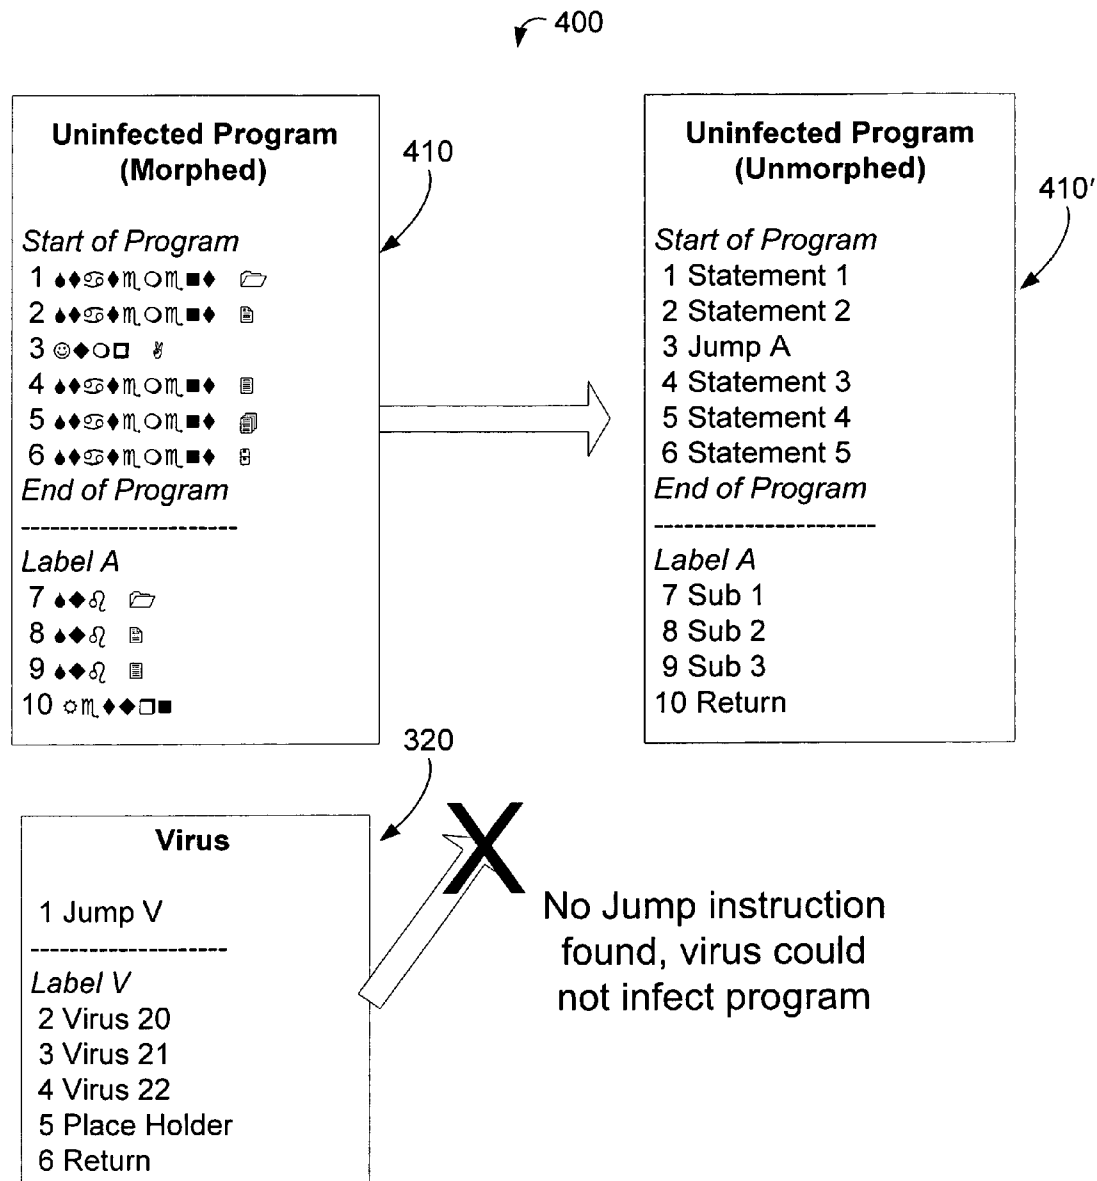 400
Uninfected Program
(Morphed)
410
Start of Program
1 💧⧫♋⧫♏❍♏■⧫ 🗁
2 💧⧫♋⧫♏❍♏■⧫ 🗎
3 ☺◆❍◻ ✌
4 💧⧫♋⧫♏❍♏■⧫ 🗏
5 💧⧫♋⧫♏❍♏■⧫ 🗐
6 💧⧫♋⧫♏❍♏■⧫ 🗄
End of Program
----------------------
Label A
7 💧◆♌ 🗁
8 💧◆♌ 🗎
9 💧◆♌ 🗏
10 ☼♏⧫◆❑■
Uninfected Program
(Unmorphed)
410'
Start of Program
1 Statement 1
2 Statement 2
3 Jump A
4 Statement 3
5 Statement 4
6 Statement 5
End of Program
----------------------
Label A
7 Sub 1
8 Sub 2
9 Sub 3
10 Return
320
Virus
1 Jump V
--------------------
Label V
2 Virus 20
3 Virus 21
4 Virus 22
5 Place Holder
6 Return
X
No Jump instruction
found, virus could
not infect program